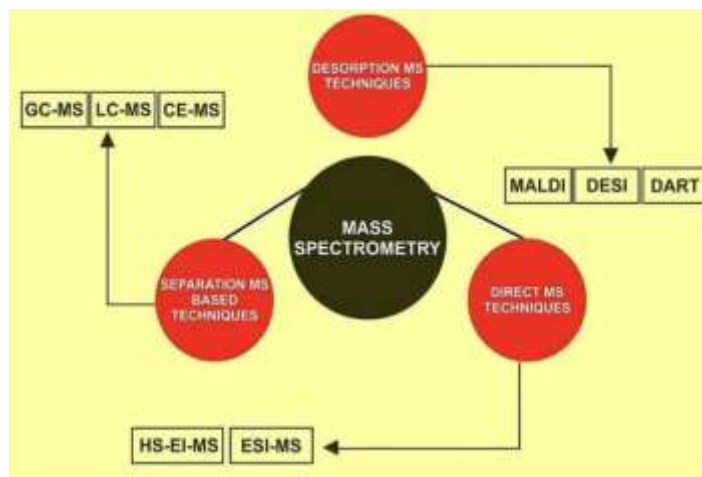 DESORPTION MS
TECHNIQUES
GC-MS LC-MS CE-MS
MALDI DESI DART
MASS
SPECTROMETRY
SEPARATION MS
BASED
TECHNIQUES
DIRECT MS
TECHNIQUES
HS-EI-MS ESI-MS